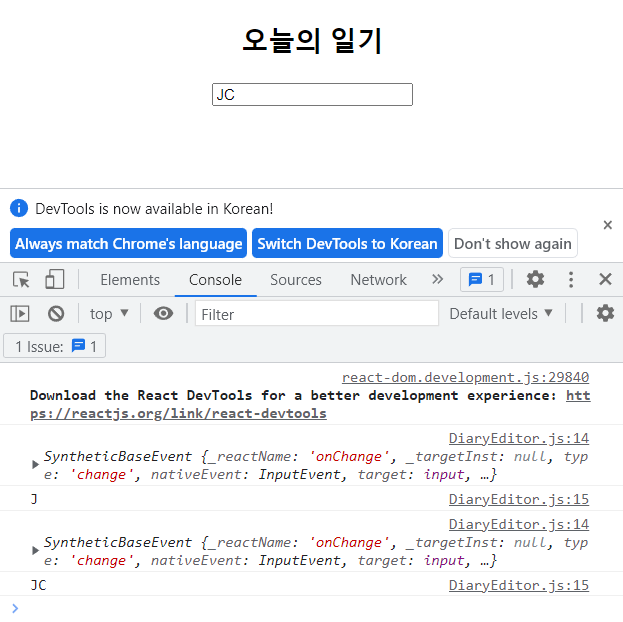 오늘의 일기
JC
DevTools is now available in Korean!
Always match Chrome's language Switch DevTools to Korean Don't show again
Elements Console Sources Network 1
top Filter Default levels
1 Issue: 1
react-dom.development.js:29840
Download the React DevTools for a better development experience: htt
ps://reactjs.org/link/react-devtools
DiaryEditor.js:14
SyntheticBaseEvent {_reactName: 'onChange', _targetInst: null, typ
e: 'change', nativeEvent: InputEvent, target: input, …}
J DiaryEditor.js:15
DiaryEditor.js:14
SyntheticBaseEvent {_reactName: 'onChange', _targetInst: null, typ
e: 'change', nativeEvent: InputEvent, target: input, …}
JC DiaryEditor.js:15